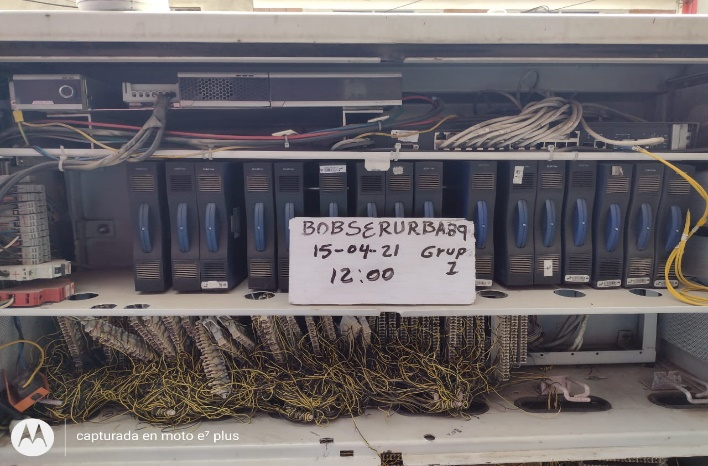 BOBSERURBA89
15-04-21 Grup
12:00 I
capturada en moto e⁷ plus